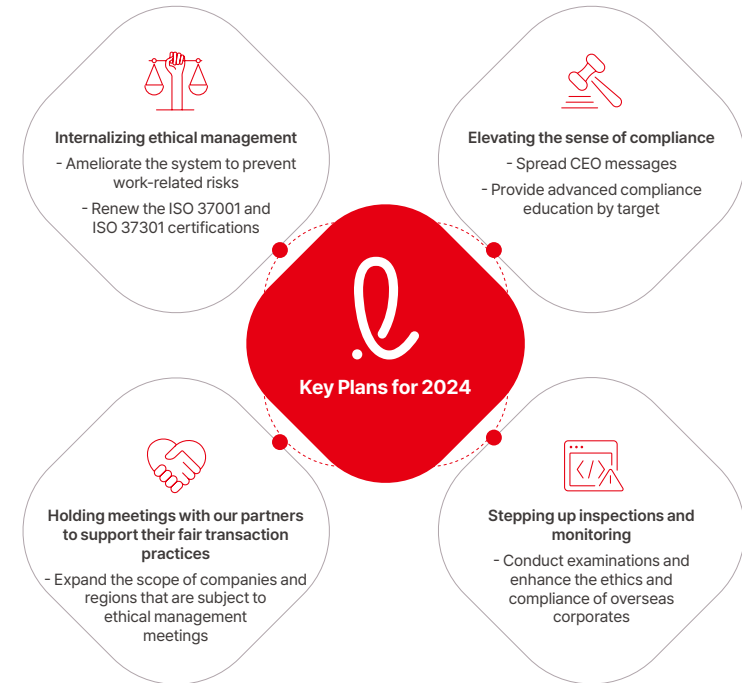 Internalizing ethical management
- Ameliorate the system to prevent
work-related risks
- Renew the ISO 37001 and
ISO 37301 certifications
Elevating the sense of compliance
- Spread CEO messages
- Provide advanced compliance
education by target
Key Plans for 2024
Holding meetings with our partners
to support their fair transaction
practices
- Expand the scope of companies and
regions that are subject to
ethical management
meetings
Stepping up inspections and
monitoring
- Conduct examinations and
enhance the ethics and
compliance of overseas
corporates